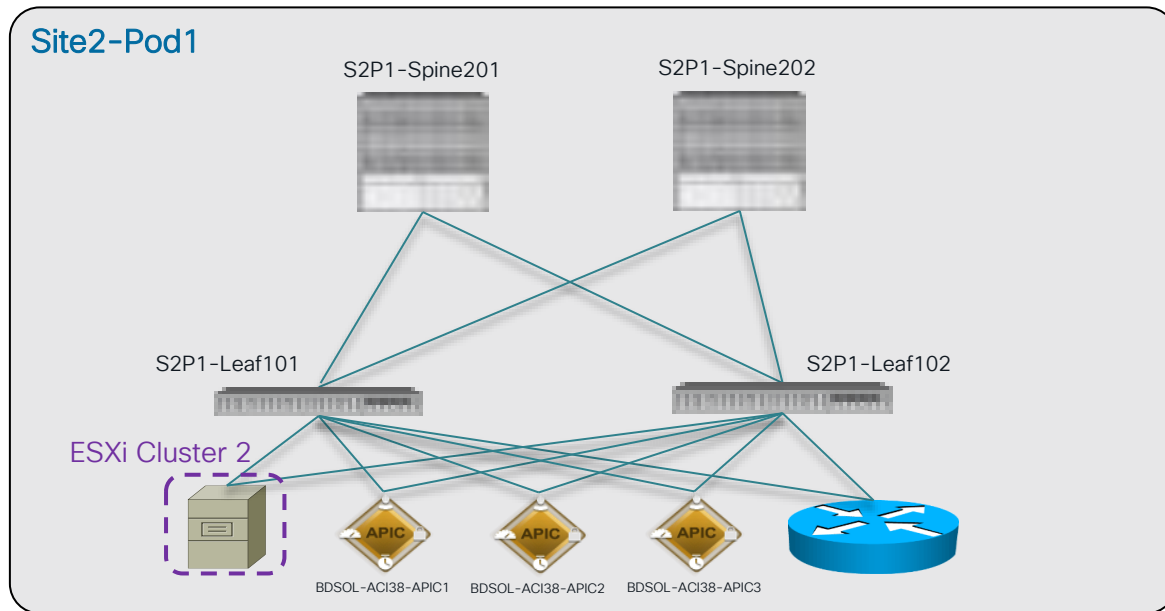 Site2-Pod1
S2P1-Spine201
S2P1-Spine202
S2P1-Leaf101
S2P1-Leaf102
ESXi Cluster 2
APIC
APIC
APIC
BDSOL-ACI38-APIC1
BDSOL-ACI38-APIC2
BDSOL-ACI38-APIC3